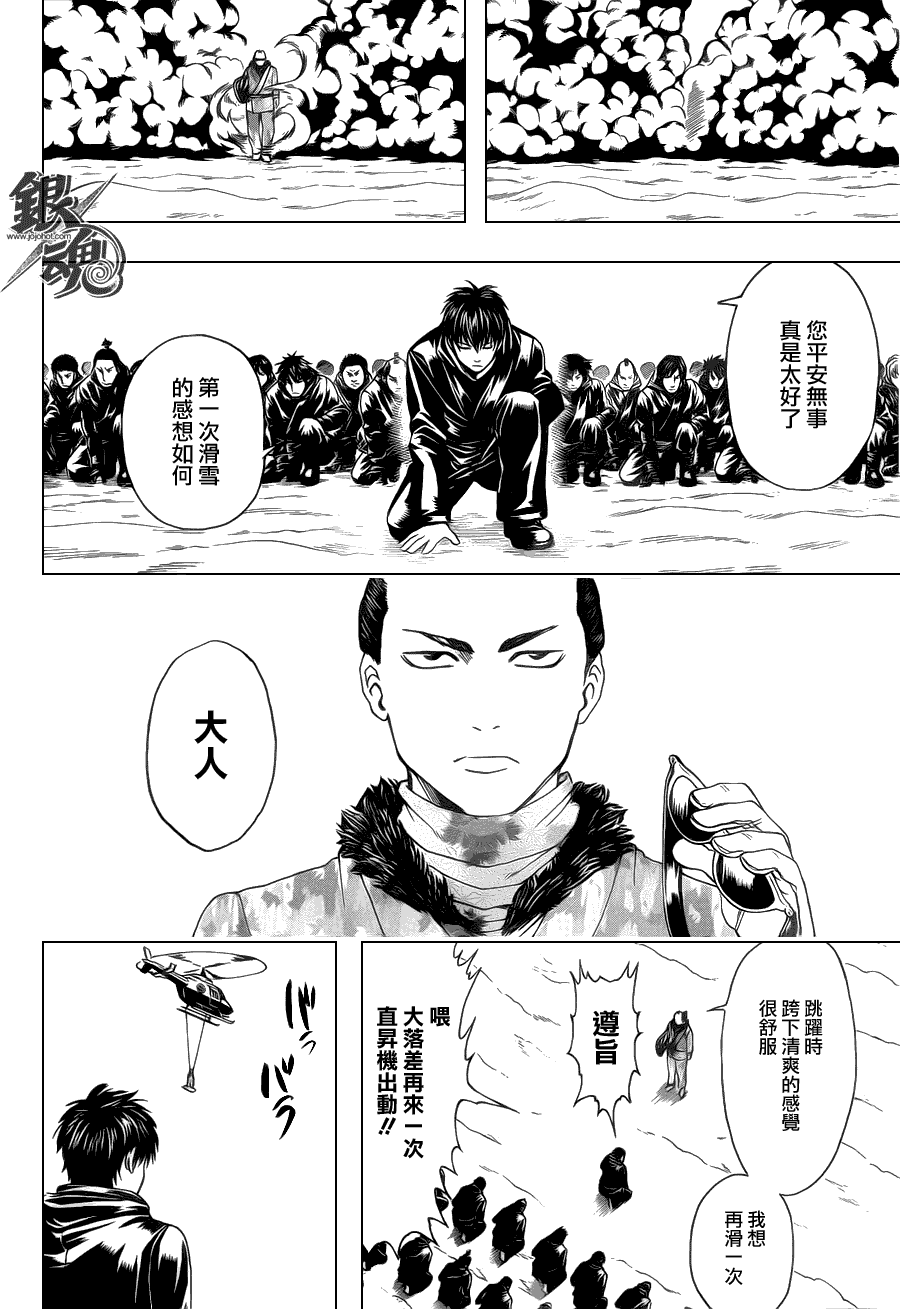 銀魂
www.jojohot.com
您平安無事
真是太好了
第一次滑雪
的感想如何
大人
跳躍時
跨下清爽的感覺
很舒服
我想
再滑一次
遵旨
喂
大落差再來一次
直昇機出動!!
ババババ